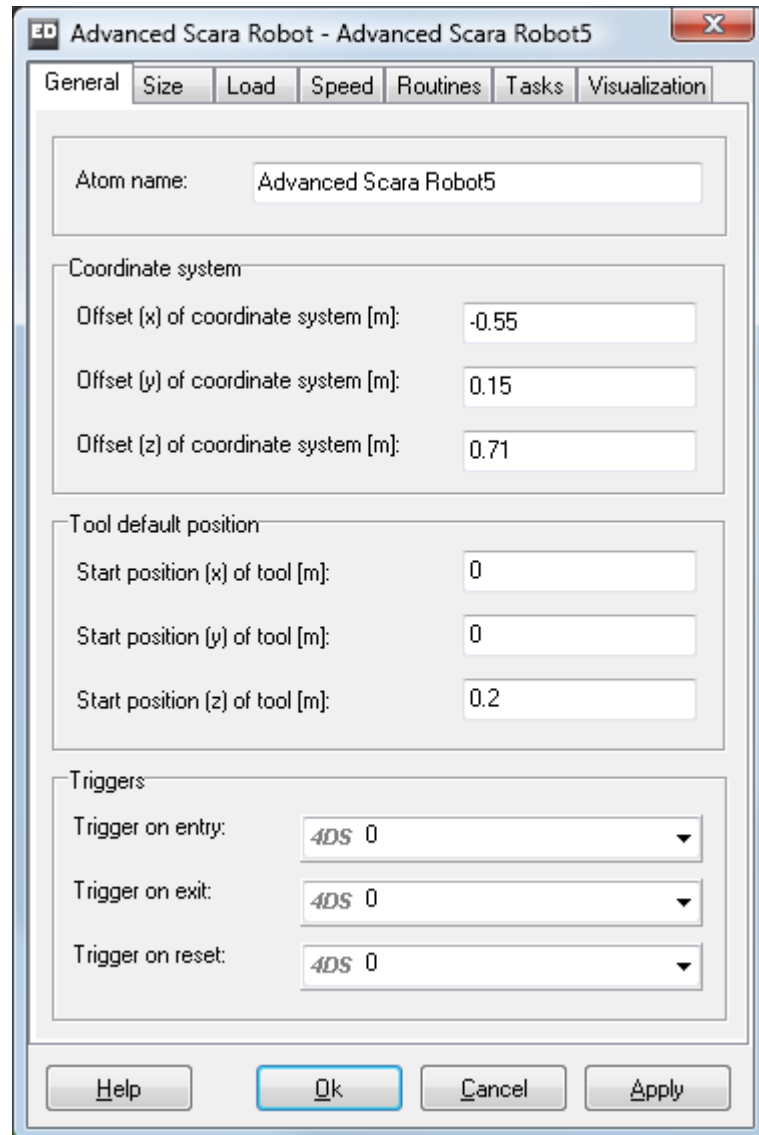 ED Advanced Scara Robot - Advanced Scara Robot5 X
General Size Load Speed Routines Tasks Visualization
Atom name: Advanced Scara Robot5
Coordinate system
Offset (x) of coordinate system [m]: -0.55
Offset (y) of coordinate system [m]: 0.15
Offset (z) of coordinate system [m]: 0.71
Tool default position
Start position (x) of tool [m]: 0
Start position (y) of tool [m]: 0
Start position (z) of tool [m]: 0.2
Triggers
Trigger on entry: 4DS 0
Trigger on exit: 4DS 0
Trigger on reset: 4DS 0
Help Ok Cancel Apply